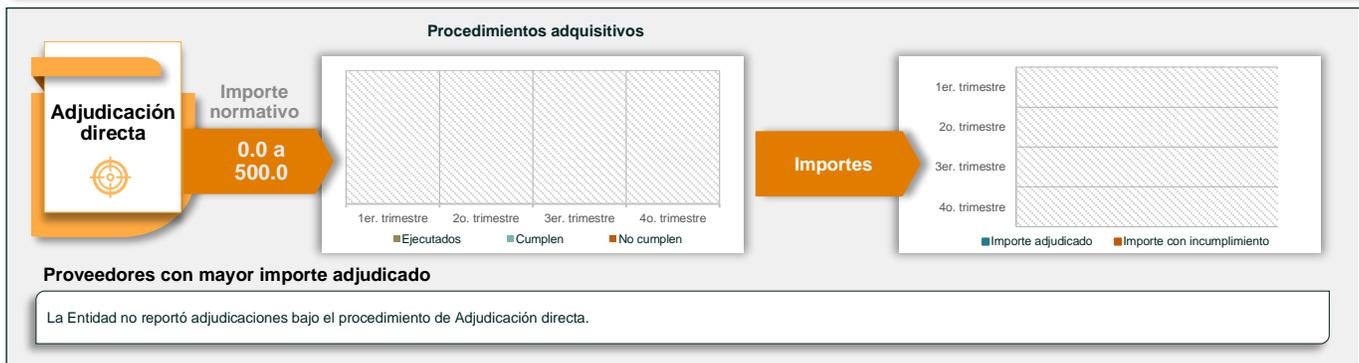 Procedimientos adquisitivos
Adjudicación
directa
Importe
normativo
0.0 a
500.0
1er. trimestre 2o. trimestre 3er. trimestre 4o. trimestre
Ejecutados Cumplen No cumplen
Importes
1er. trimestre
2o. trimestre
3er. trimestre
4o. trimestre
Importe adjudicado Importe con incumplimiento
Proveedores con mayor importe adjudicado
La Entidad no reportó adjudicaciones bajo el procedimiento de Adjudicación directa.